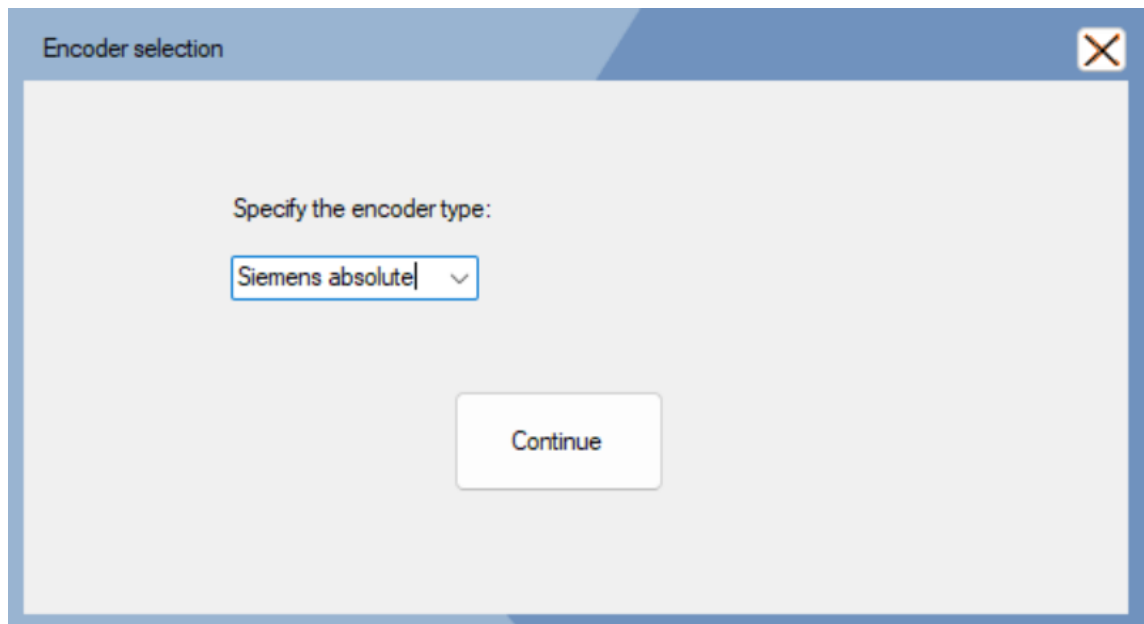 Encoder selection
Specify the encoder type:
Siemens absolute
Continue